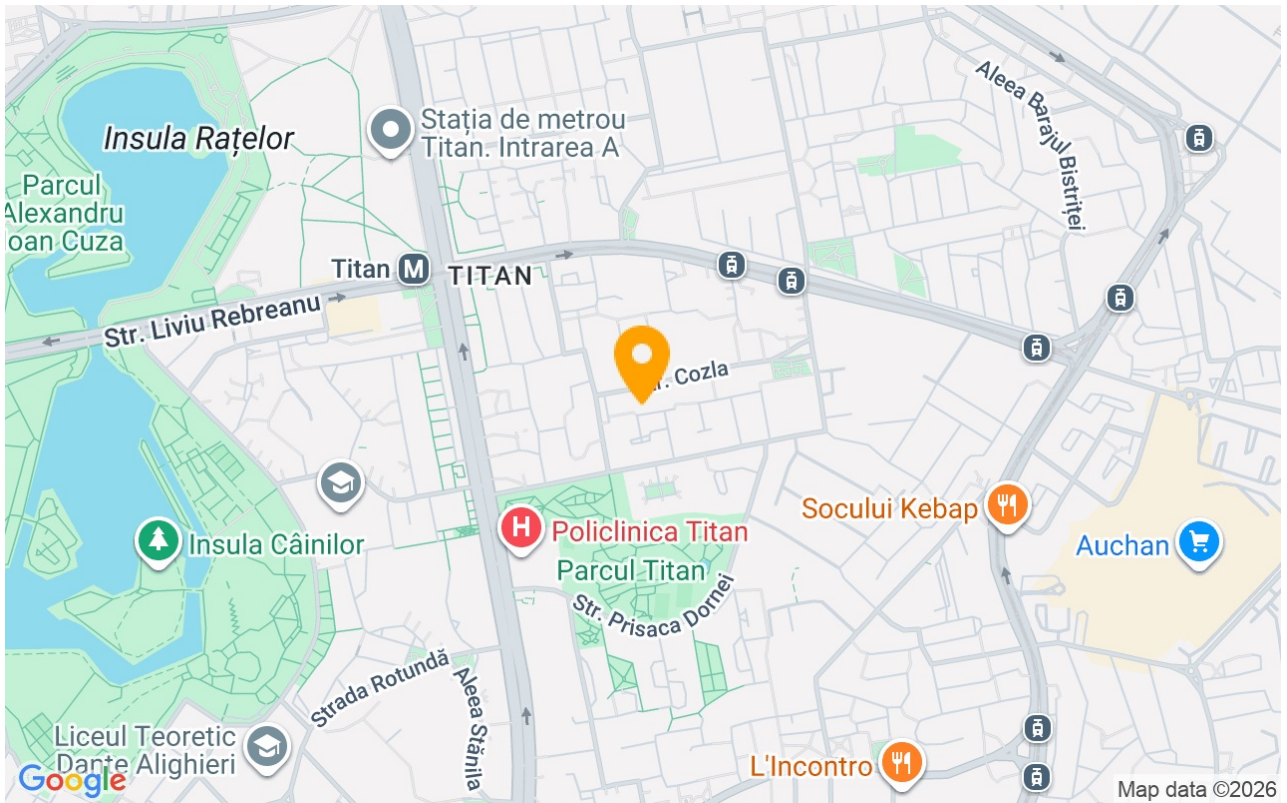 Aleea Barajul Bistriței
Insula Rațelor
Stația de metrou
Titan. Intrarea A
Parcul
Alexandru
Ioan Cuza
Titan
M
TITAN
Str. Liviu Rebreanu
Cozla
Socului Kebap
H
Policlinica Titan
Auchan
Insula Câinilor
Parcul Titan
Str. Prisaca Dornei
Strada Rotundă
Aleea Stănila
Liceul Teoretic
Dante Alighieri
L'Incontro
Google
Map data ©2026